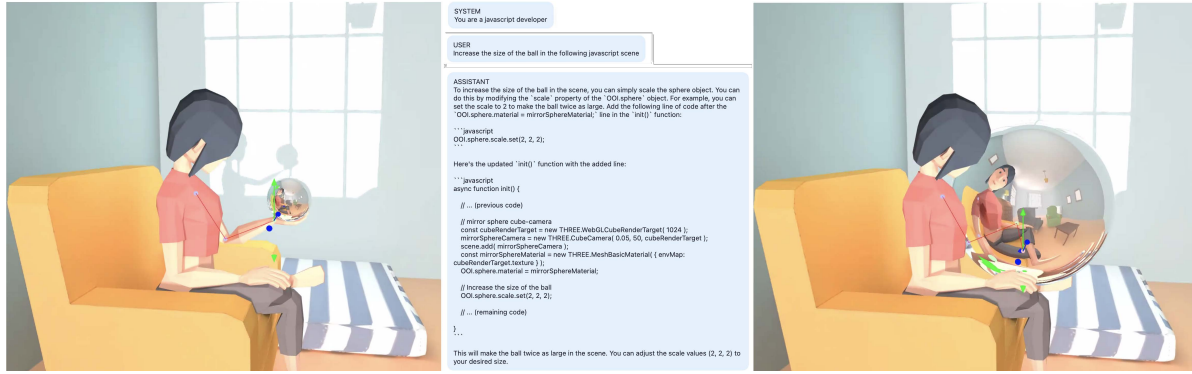 SYSTEM
You are a javascript developer
USER
Increase the size of the ball in the following javascript scene
ASSISTANT
To increase the size of the ball in the scene, you can simply scale the sphere object. You can
do this by modifying the `scale` property of the `OOI.sphere` object. For example, you can
set the scale to 2 to make the ball twice as large. Add the following line of code after the
`OOI.sphere.material = mirrorSphereMaterial;` line in the `init()` function:
```javascript
OOI.sphere.scale.set(2, 2, 2);
```
Here's the updated `init()` function with the added line:
```javascript
async function init() {
// ... (previous code)
// mirror sphere cube-camera
const cubeRenderTarget = new THREE.WebGLCubeRenderTarget( 1024 );
mirrorSphereCamera = new THREE.CubeCamera( 0.05, 50, cubeRenderTarget );
scene.add( mirrorSphereCamera );
const mirrorSphereMaterial = new THREE.MeshBasicMaterial( { envMap:
cubeRenderTarget.texture } );
OOI.sphere.material = mirrorSphereMaterial;
// Increase the size of the ball
OOI.sphere.scale.set(2, 2, 2);
// ... (remaining code)
}
```
This will make the ball twice as large in the scene. You can adjust the scale values (2, 2, 2) to
your desired size.